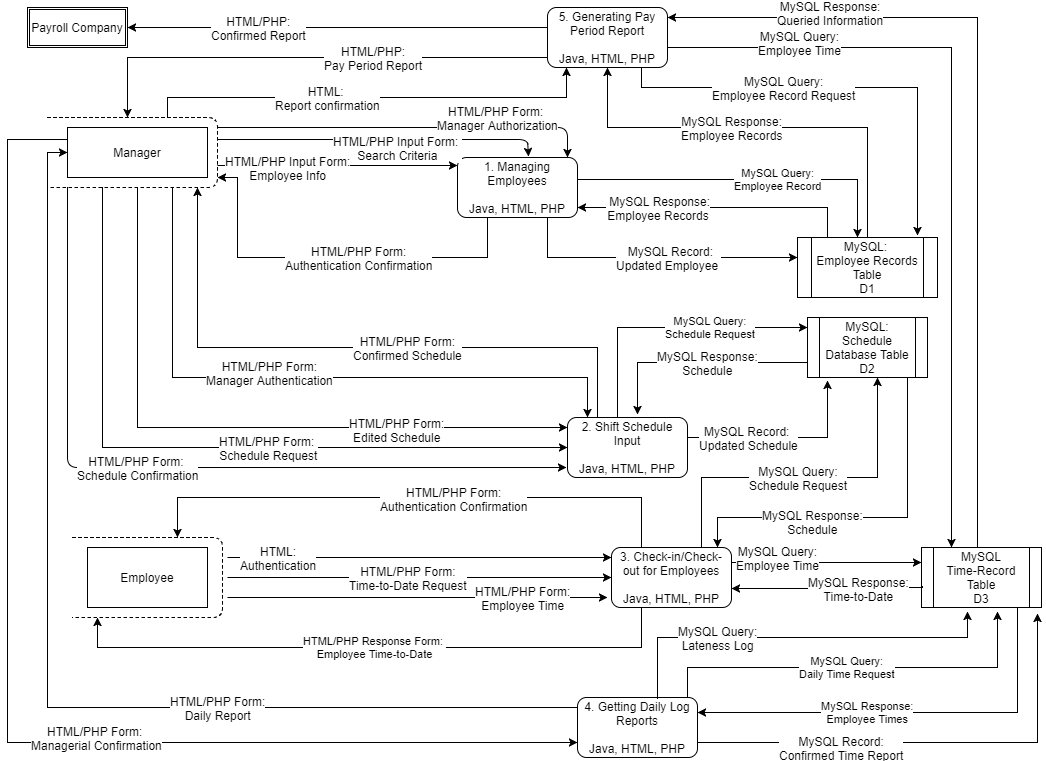 Payroll Company
HTML/PHP:
Confirmed Report
5. Generating Pay
Period Report
Java, HTML, PHP
MySQL Response:
Queried Information
MySQL Query:
Employee Time
HTML/PHP:
Pay Period Report
HTML:
Report confirmation
MySQL Query:
Employee Record Request
HTML/PHP Form:
Manager Authorization
MySQL Response:
Employee Records
Manager
HTML/PHP Input Form:
Search Criteria
HTML/PHP Input Form:
Employee Info
1. Managing
Employees
Java, HTML, PHP
MySQL Query:
Employee Record
MySQL Response:
Employee Records
HTML/PHP Form:
Authentication Confirmation
MySQL Record:
Updated Employee
MySQL:
Employee Records
Table
D1
HTML/PHP Form:
Confirmed Schedule
MySQL Query:
Schedule Request
MySQL Response:
Schedule
MySQL:
Schedule
Database Table
D2
HTML/PHP Form:
Manager Authentication
HTML/PHP Form:
Edited Schedule
HTML/PHP Form:
Schedule Request
HTML/PHP Form:
Schedule Confirmation
2. Shift Schedule
Input
Java, HTML, PHP
MySQL Record:
Updated Schedule
MySQL Query:
Schedule Request
HTML/PHP Form:
Authentication Confirmation
MySQL Response:
Schedule
Employee
HTML:
Authentication
HTML/PHP Form:
Time-to-Date Request
HTML/PHP Form:
Employee Time
3. Check-in/Check-
out for Employees
Java, HTML, PHP
MySQL Query:
Employee Time
MySQL Response:
Time-to-Date
MySQL
Time-Record
Table
D3
HTML/PHP Response Form:
Employee Time-to-Date
MySQL Query:
Lateness Log
MySQL Query:
Daily Time Request
HTML/PHP Form:
Daily Report
4. Getting Daily Log
Reports
Java, HTML, PHP
MySQL Response:
Employee Times
HTML/PHP Form:
Managerial Confirmation
MySQL Record:
Confirmed Time Report